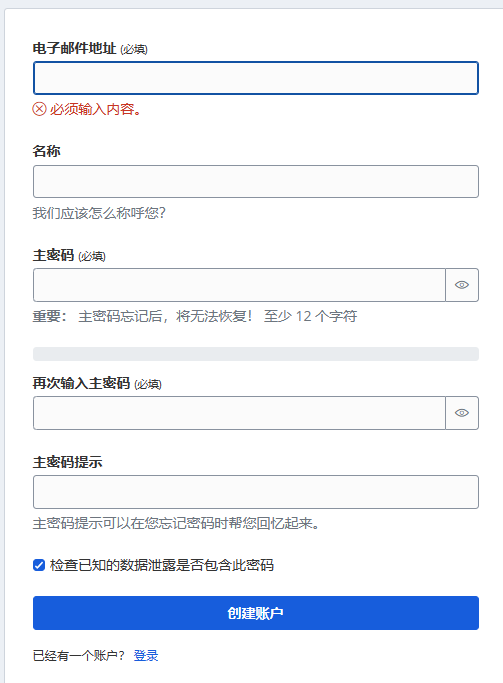 电子邮件地址 (必填)
必须输入内容。
名称
我们应该怎么称呼您?
主密码 (必填)
重要： 主密码忘记后，将无法恢复！ 至少 12 个字符
再次输入主密码 (必填)
主密码提示
主密码提示可以在您忘记密码时帮您回忆起来。
检查已知的数据泄露是否包含此密码
创建账户
已经有一个账户? 登录